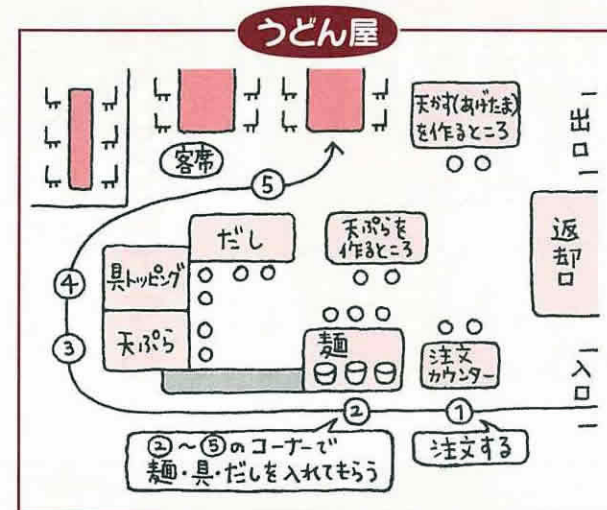 うどん屋
天かす(あげたま)
を作るところ
出口
客席
⑤
だし
天ぷらを
作るところ
返却口
④
具トッピング
③
天ぷら
麺
注文
カウンター
入口
②
①
②～⑤のコーナーで
麺・具・だしを入れてもらう
注文する